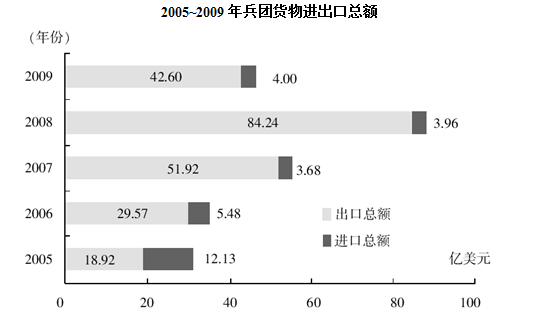 2005~2009 年兵团货物进出口总额
(年份)
2009 42.60 4.00
2008 84.24 3.96
2007 51.92 3.68
2006 29.57 5.48
出口总额
进口总额
2005 18.92 12.13 亿美元
0 20 40 60 80 100